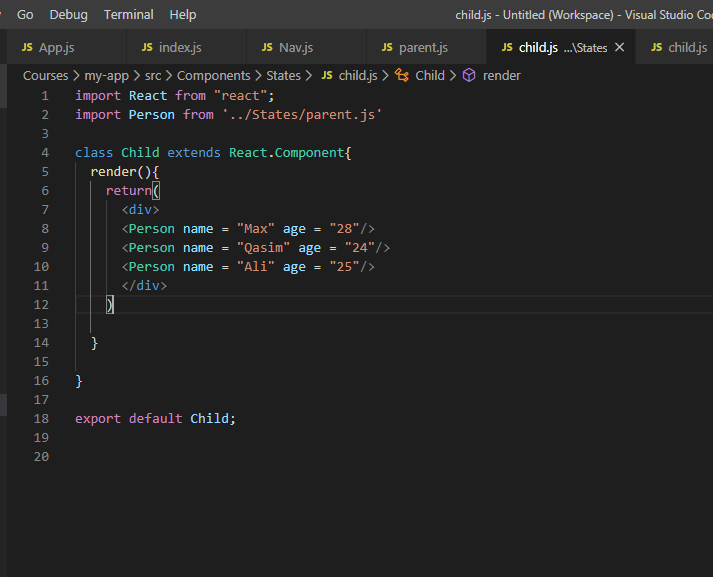 Go Debug Terminal Help child.js - Untitled (Workspace) - Visual Studio Cod
JS App.js JS index.js JS Nav.js JS parent.js JS child.js ...\States × JS child.js
Courses > my-app > src > Components > States > JS child.js > Child > render
1 import React from "react";
2 import Person from '../States/parent.js'
3
4 class Child extends React.Component{
5 render(){
6 return(
7 <div>
8 <Person name = "Max" age = "28"/>
9 <Person name = "Qasim" age = "24"/>
10 <Person name = "Ali" age = "25"/>
11 </div>
12 )
13
14 }
15
16 }
17
18 export default Child;
19
20